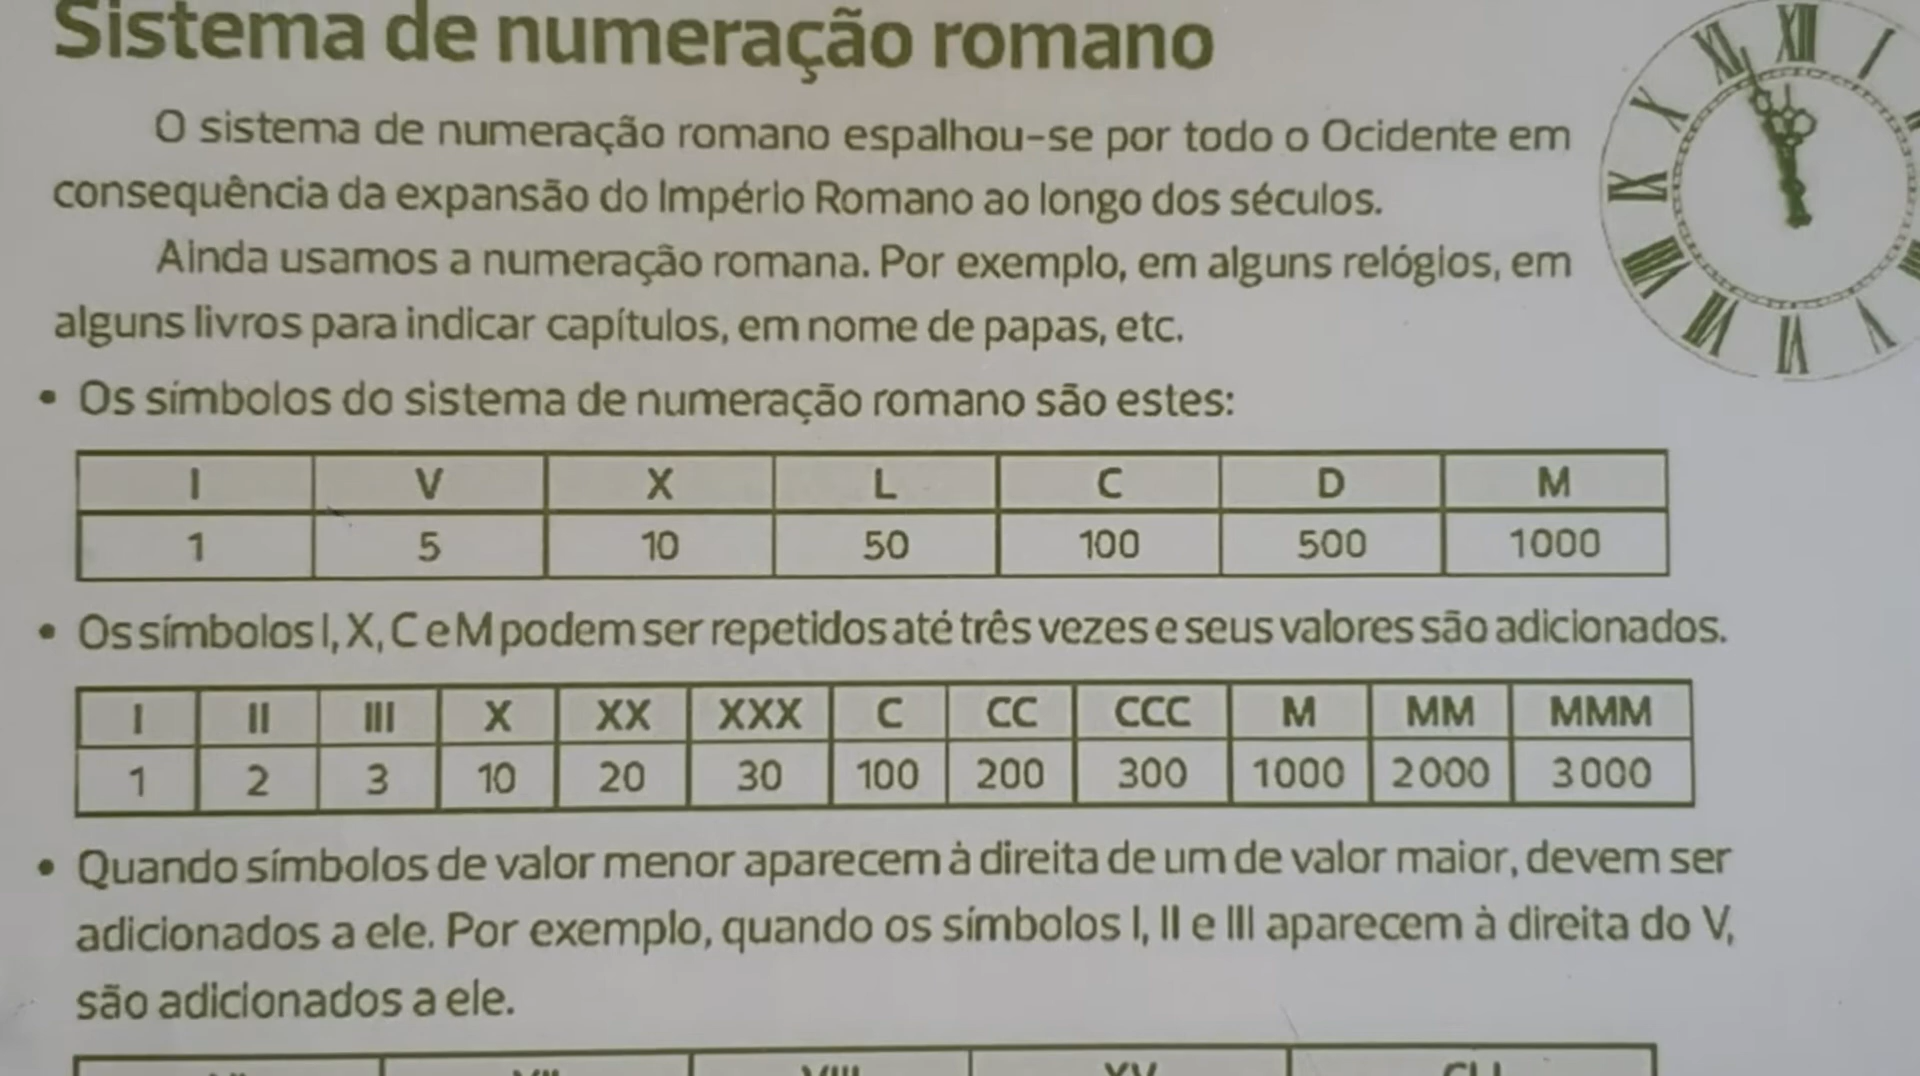 Sistema de numeração romano
O sistema de numeração romano espalhou-se por todo o Ocidente em
consequência da expansão do Império Romano ao longo dos séculos.
Ainda usamos a numeração romana. Por exemplo, em alguns relógios, em
alguns livros para indicar capítulos, em nome de papas, etc.
XII
I
XI
X
IX
VIII
VII
VI
V
• Os símbolos do sistema de numeração romano são estes:
I V X L C D M
1 5 10 50 100 500 1000
• Os símbolos I, X, C e M podem ser repetidos até três vezes e seus valores são adicionados.
I II III X XX XXX C CC CCC M MM MMM
1 2 3 10 20 30 100 200 300 1000 2000 3000
• Quando símbolos de valor menor aparecem à direita de um de valor maior, devem ser
adicionados a ele. Por exemplo, quando os símbolos I, II e III aparecem à direita do V,
são adicionados a ele.